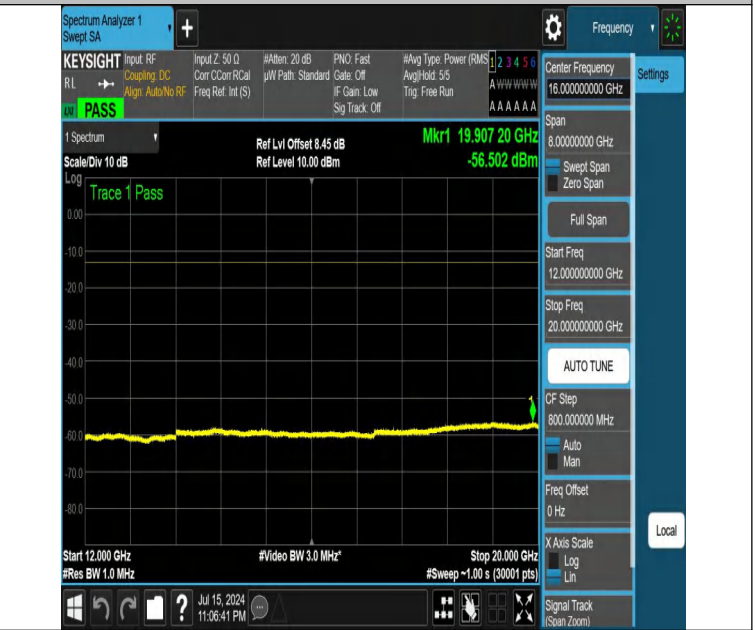 Spectrum Analyzer 1
Swept SA
Frequency
KEYSIGHT
RL
PASS
Input: RF
Coupling: DC
Align: Auto/No RF
Input Z: 50 Ω
Corr CCorr RCal
Freq Ref: Int (S)
#Atten: 20 dB
µW Path: Standard
PNO: Fast
Gate: Off
IF Gain: Low
Sig Track: Off
#Avg Type: Power (RMS)
Avg|Hold: 5/5
Trig: Free Run
1 2 3 4 5 6
A W W W W W
A A A A A A
1 Spectrum
Scale/Div 10 dB
Ref Lvl Offset 8.45 dB
Ref Level 10.00 dBm
Mkr1 19.907 20 GHz
-56.502 dBm
Log
Trace 1 Pass
0.00
-10.0
-20.0
-30.0
-40.0
-50.0
-60.0
-70.0
-80.0
1
Start 12.000 GHz
#Res BW 1.0 MHz
#Video BW 3.0 MHz*
Stop 20.000 GHz
#Sweep ~1.00 s (30001 pts)
Center Frequency
16.000000000 GHz
Span
8.00000000 GHz
Swept Span
Zero Span
Full Span
Start Freq
12.000000000 GHz
Stop Freq
20.000000000 GHz
AUTO TUNE
CF Step
800.000000 MHz
Auto
Man
Freq Offset
0 Hz
X Axis Scale
Log
Lin
Signal Track
(Span Zoom)
Settings
Local
?
Jul 15, 2024
11:06:41 PM